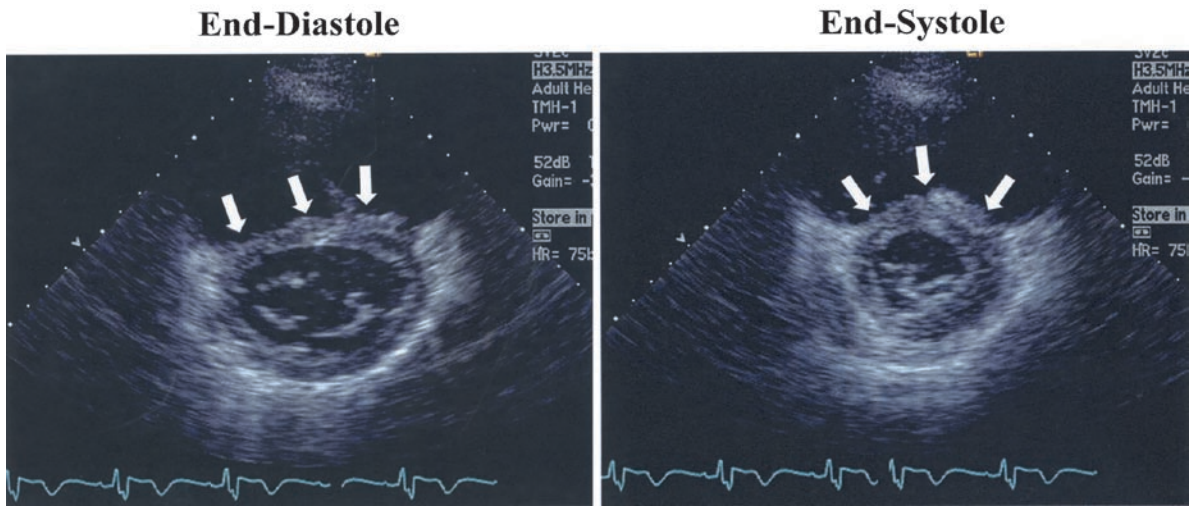 End-Diastole
End-Systole
H3.5MHz
Adult He
TMH-1
Pwr=
52dB
Gain= -
Store in
HR= 75b
H3.5MHz
Adult He
TMH-1
Pwr=
52dB
Gain= -
Store in
HR= 75